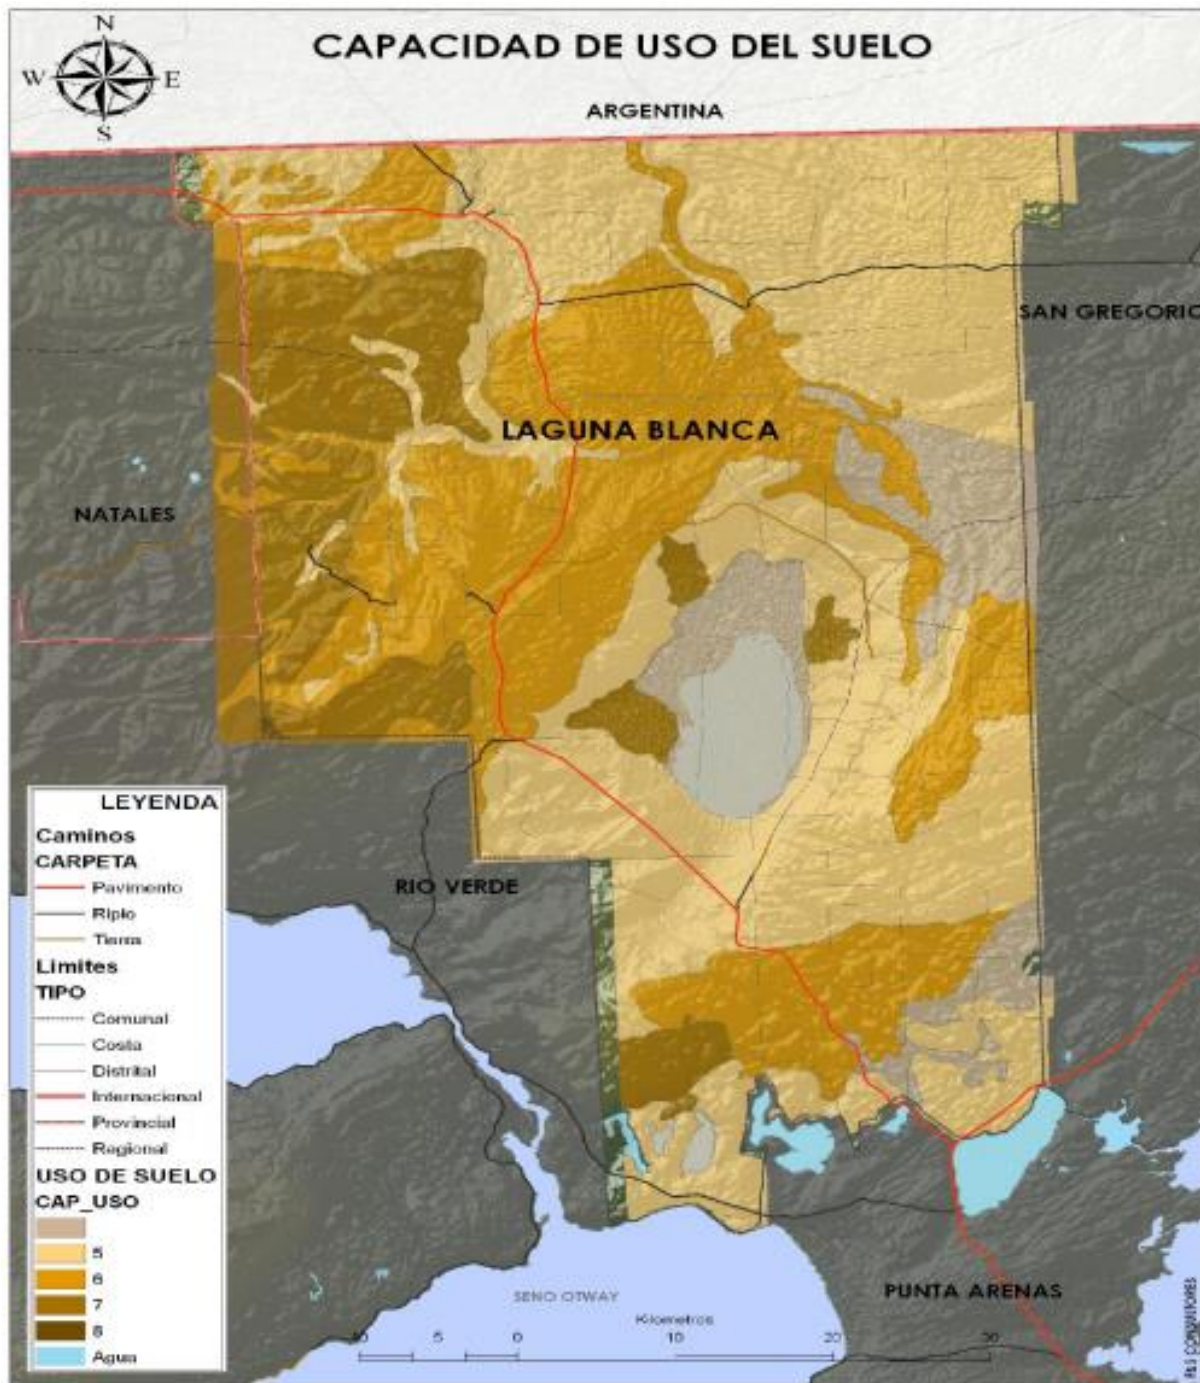 N
CAPACIDAD DE USO DEL SUELO
W E
S
ARGENTINA
SAN GREGORIO
LAGUNA BLANCA
NATALES
LEYENDA
Caminos
CARPETA
Pavimento
Ripio
Tierra
Limites
TIPO
Comunal
Costa
Distrital
Internacional
Provincial
Regional
USO DE SUELO
CAP_USO
5
6
7
8
Agua
RIO VERDE
PUNTA ARENAS
SENO OTWAY
Kilometros
10 5 0 10 20 30
R&S CONSULTORES